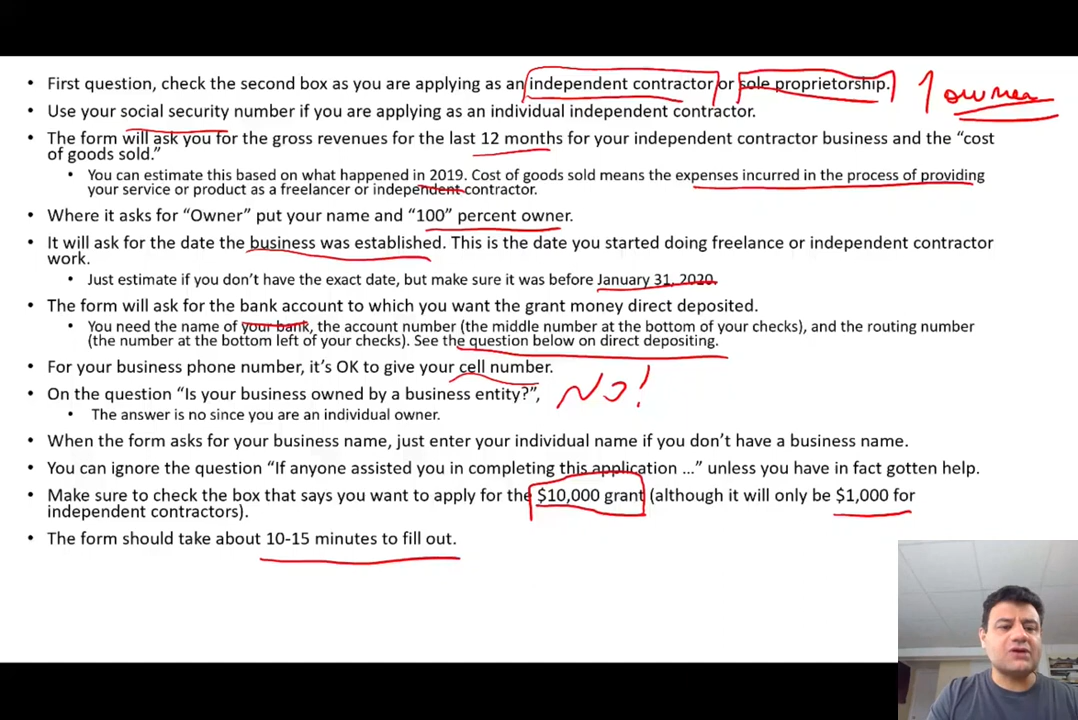 • First question, check the second box as you are applying as an independent contractor or sole proprietorship. 1 owner
• Use your social security number if you are applying as an individual independent contractor.
• The form will ask you for the gross revenues for the last 12 months for your independent contractor business and the “cost
of goods sold.”
• You can estimate this based on what happened in 2019. Cost of goods sold means the expenses incurred in the process of providing
your service or product as a freelancer or independent contractor.
• Where it asks for “Owner” put your name and “100” percent owner.
• It will ask for the date the business was established. This is the date you started doing freelance or independent contractor
work.
• Just estimate if you don’t have the exact date, but make sure it was before January 31, 2020.
• The form will ask for the bank account to which you want the grant money direct deposited.
• You need the name of your bank, the account number (the middle number at the bottom of your checks), and the routing number
(the number at the bottom left of your checks). See the question below on direct depositing.
• For your business phone number, it’s OK to give your cell number.
• On the question “Is your business owned by a business entity?”, NO!
• The answer is no since you are an individual owner.
• When the form asks for your business name, just enter your individual name if you don’t have a business name.
• You can ignore the question “If anyone assisted you in completing this application ...” unless you have in fact gotten help.
• Make sure to check the box that says you want to apply for the $10,000 grant (although it will only be $1,000 for
independent contractors).
• The form should take about 10-15 minutes to fill out.